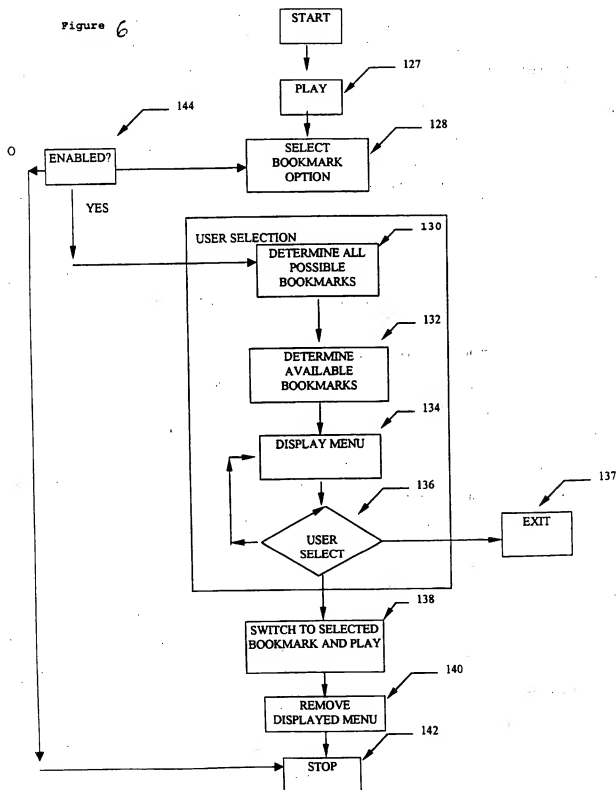 Figure 6
START
127
PLAY
144
128
O
ENABLED?
SELECT
BOOKMARK
OPTION
YES
130
USER SELECTION
DETERMINE ALL
POSSIBLE
BOOKMARKS
132
DETERMINE
AVAILABLE
BOOKMARKS
134
DISPLAY MENU
136
137
EXIT
USER
SELECT
138
SWITCH TO SELECTED
BOOKMARK AND PLAY
140
REMOVE
DISPLAYED MENU
142
STOP